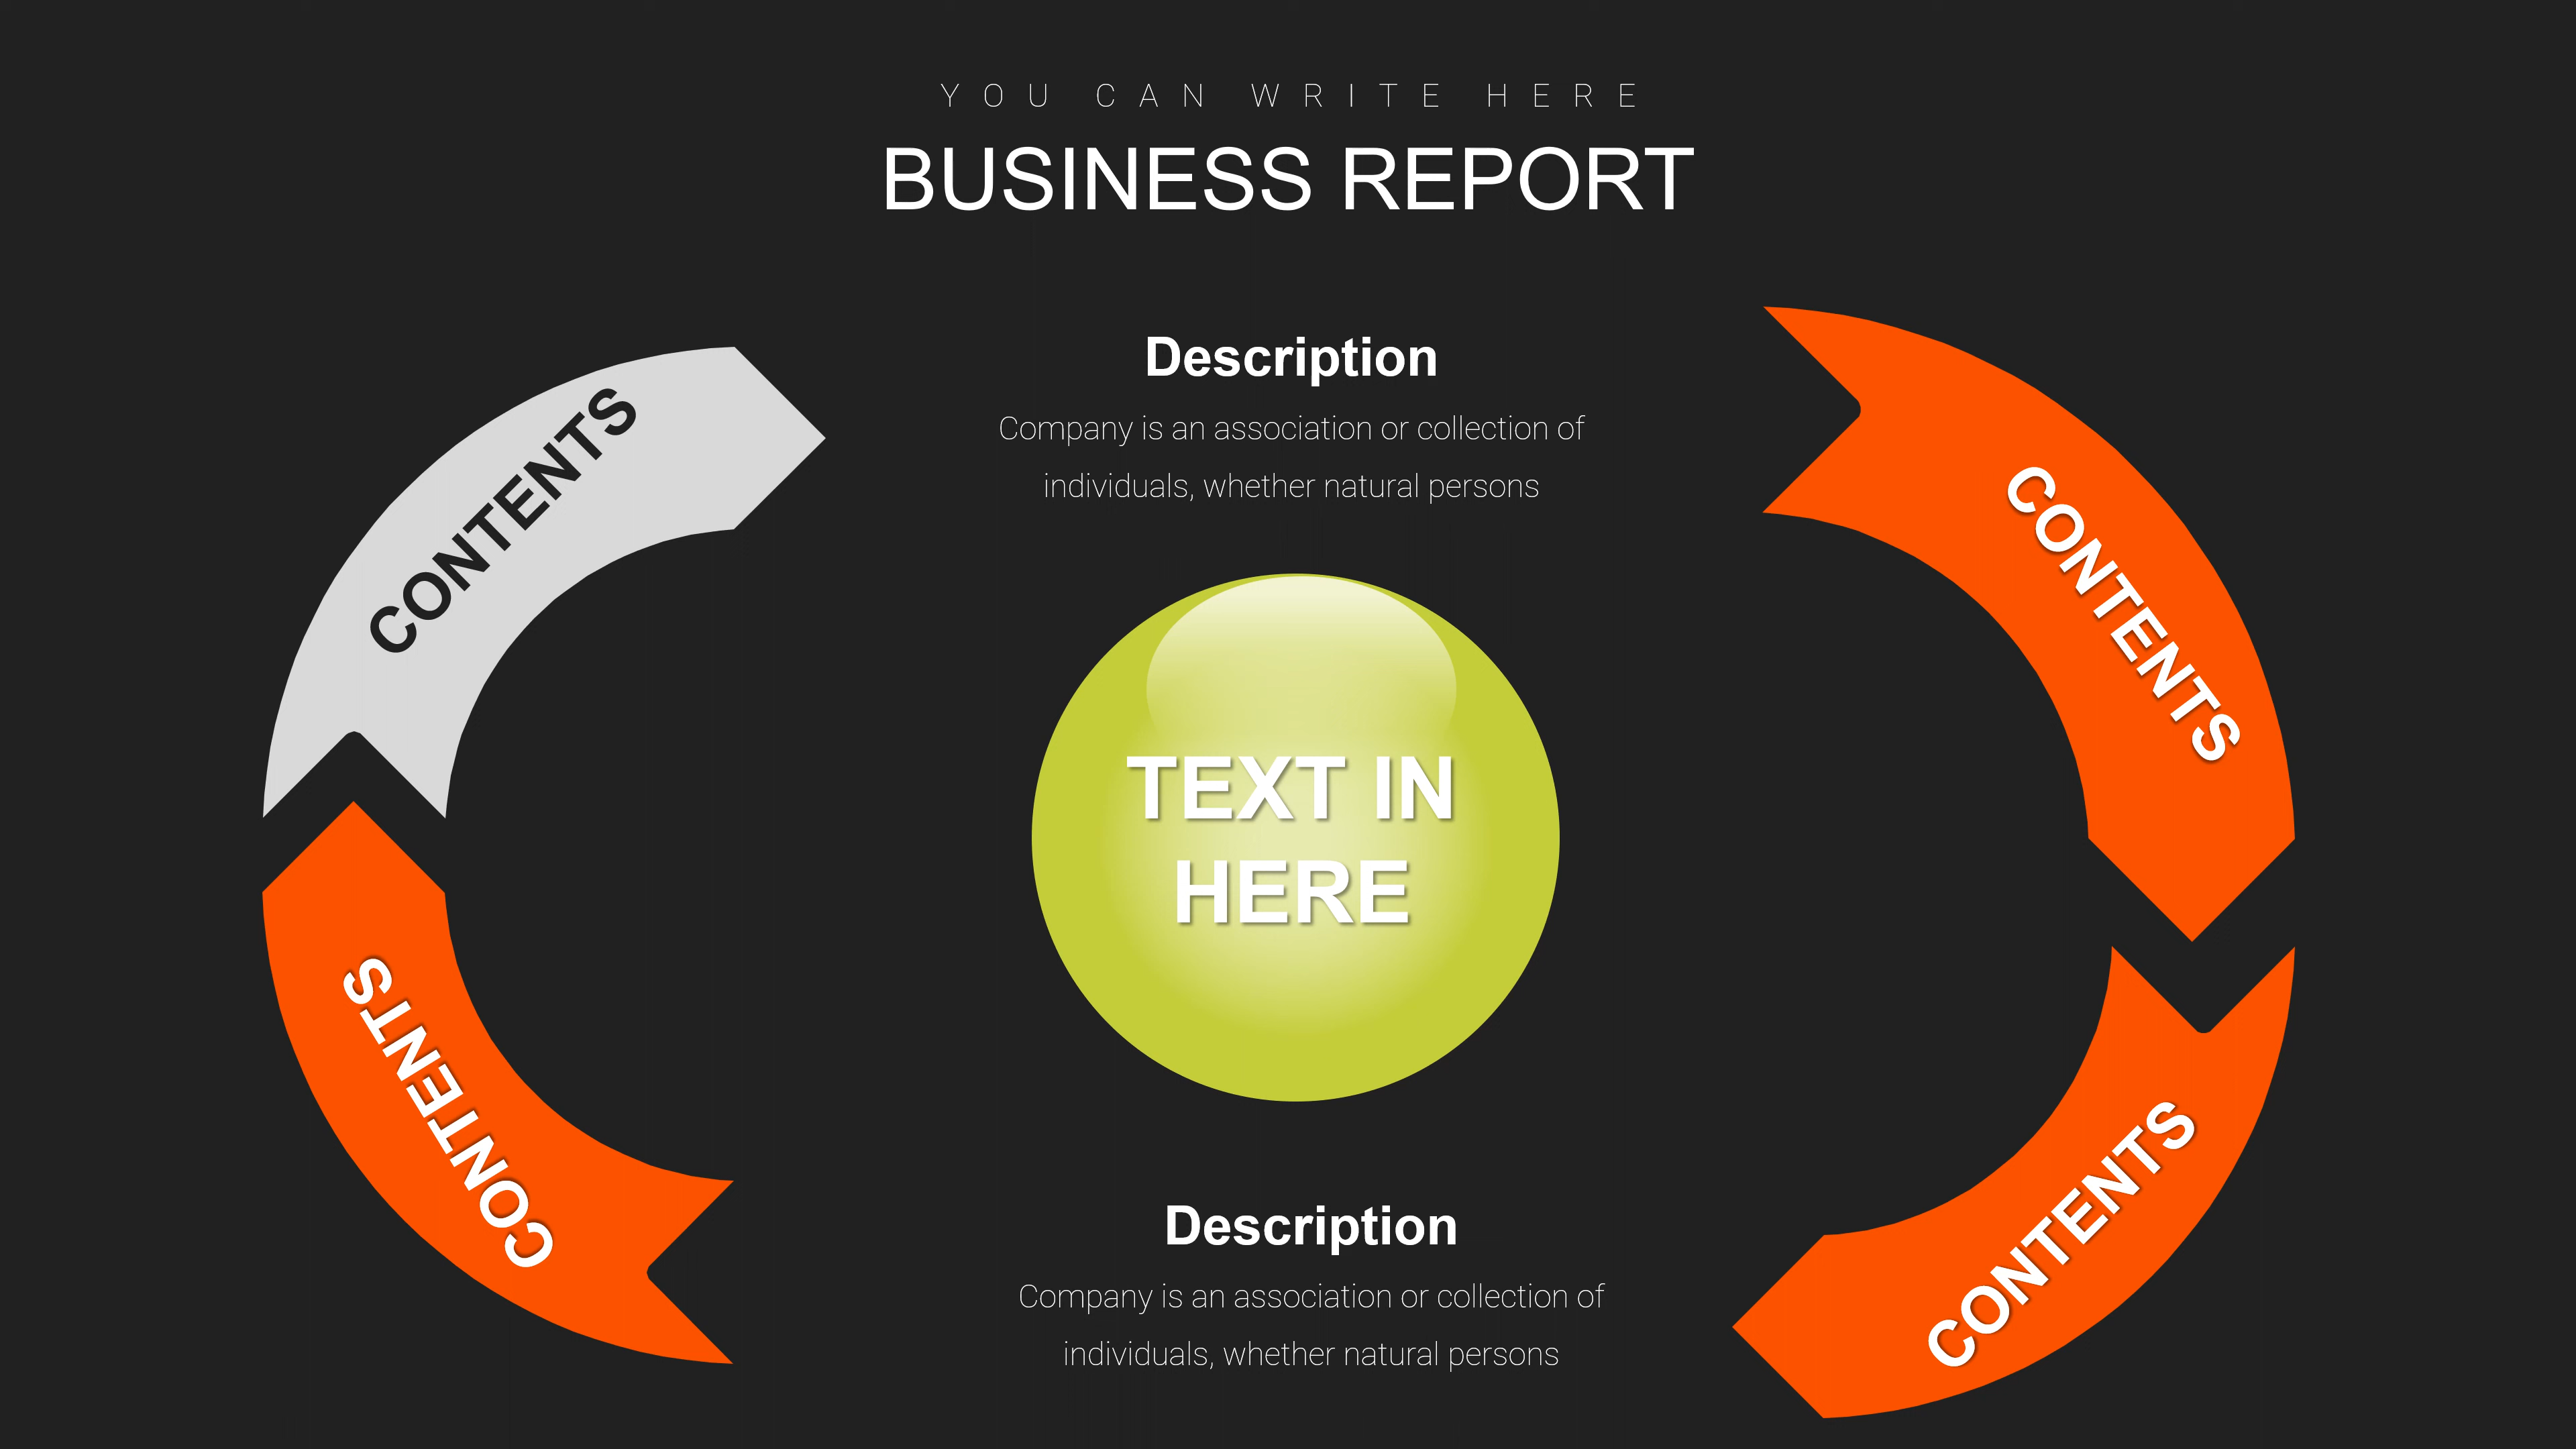 YOU CAN WRITE HERE
BUSINESS REPORT
Description
Company is an association or collection of
individuals, whether natural persons
CONTENTS
CONTENTS
TEXT IN
HERE
CONTENTS
CONTENTS
Description
Company is an association or collection of
individuals, whether natural persons